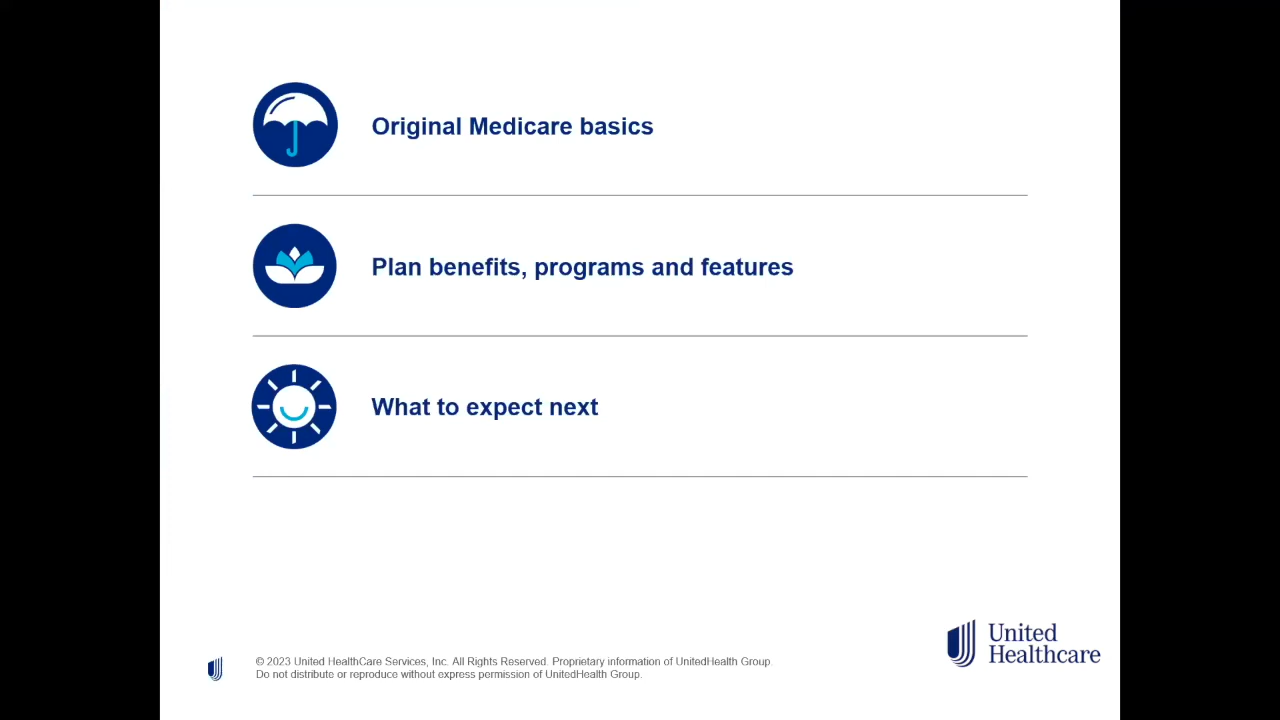 Original Medicare basics
Plan benefits, programs and features
What to expect next
© 2023 United HealthCare Services, Inc. All Rights Reserved. Proprietary information of UnitedHealth Group.
Do not distribute or reproduce without express permission of UnitedHealth Group.
United
Healthcare